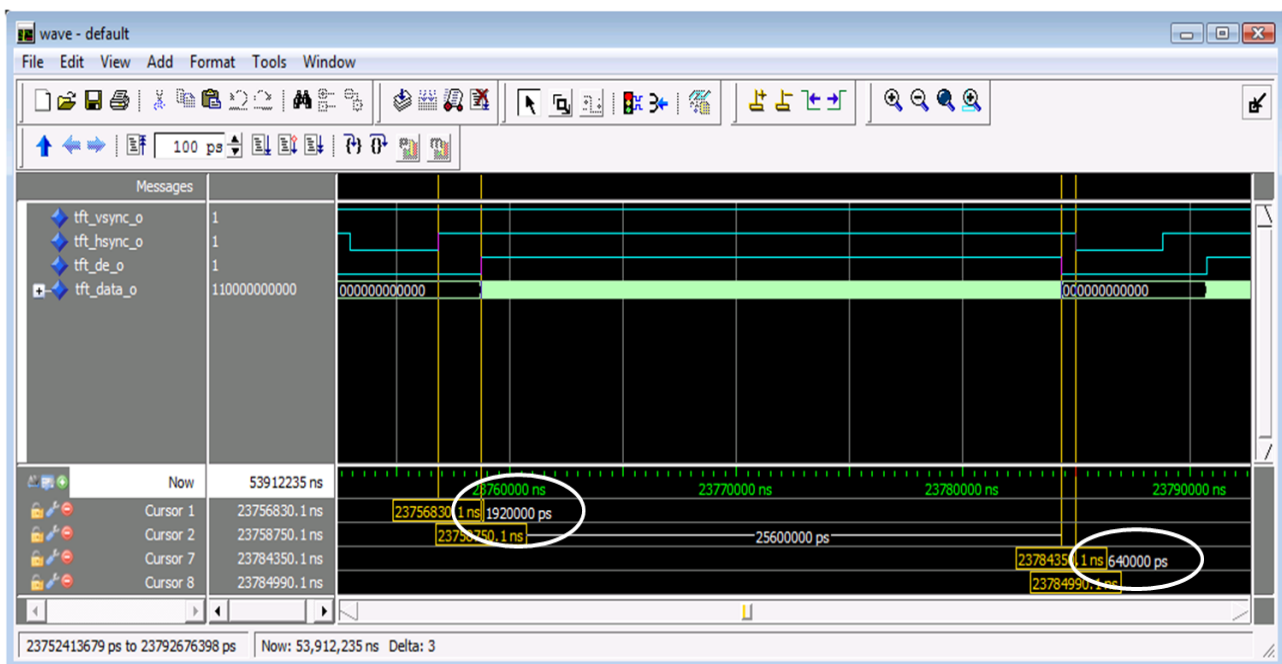 wave - default
File Edit View Add Format Tools Window
100 ps
Messages
tft_vsync_o 1
tft_hsync_o 1
tft_de_o 1
tft_data_o 110000000000 000000000000 000000000000
Now 53912235 ns 23760000 ns 23770000 ns 23780000 ns 23790000 ns
Cursor 1 23756830.1 ns 23756830.1 ns 1920000 ps
Cursor 2 23758750.1 ns 23758750.1 ns 25600000 ps
Cursor 7 23784350.1 ns 23784350.1 ns 640000 ps
Cursor 8 23784990.1 ns 23784990.1 ns
23752413679 ps to 23792676398 ps Now: 53,912,235 ns Delta: 3